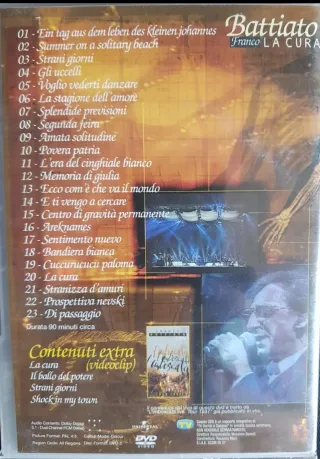 Battiato
Franco LA CURA
01 - Ein tag aus dem leben des kleinen johannes
02 - Summer on a solitary beach
03 - Strani giorni
04 - Gli uccelli
05 - Voglio vederti danzare
06 - La stagione dell'amore
07 - Splendide previsioni
08 - Segunda feira
09 - Amata solitudine
10 - Povera patria
11 - L'era del cinghiale bianco
12 - Memoria di giulia
13 - Ecco com'è che va il mondo
14 - E ti vengo a cercare
15 - Centro di gravità permanente
16 - Areknames
17 - Sentimento nuevo
18 - Bandiera bianca
19 - Cuccurucucu paloma
20 - La cura
21 - Stranizza d'amuri
22 - Prospettiva nevski
23 - Di passaggio
Durata 90 minuti circa
Contenuti extra
(videoclip)
La cura
Il ballo del potere
Strani giorni
Shock in my town
UNIVERSAL
DVD
VIDEO
TV